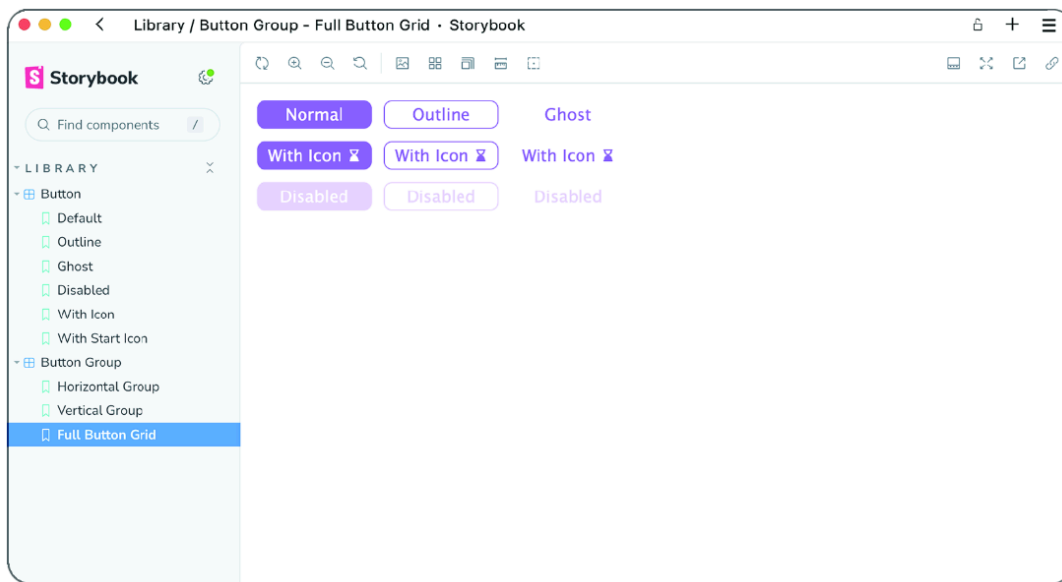 Library / Button Group - Full Button Grid · Storybook
S Storybook
Find components /
LIBRARY
Button
Default
Outline
Ghost
Disabled
With Icon
With Start Icon
Button Group
Horizontal Group
Vertical Group
Full Button Grid
Normal Outline Ghost
With Icon With Icon With Icon
Disabled Disabled Disabled